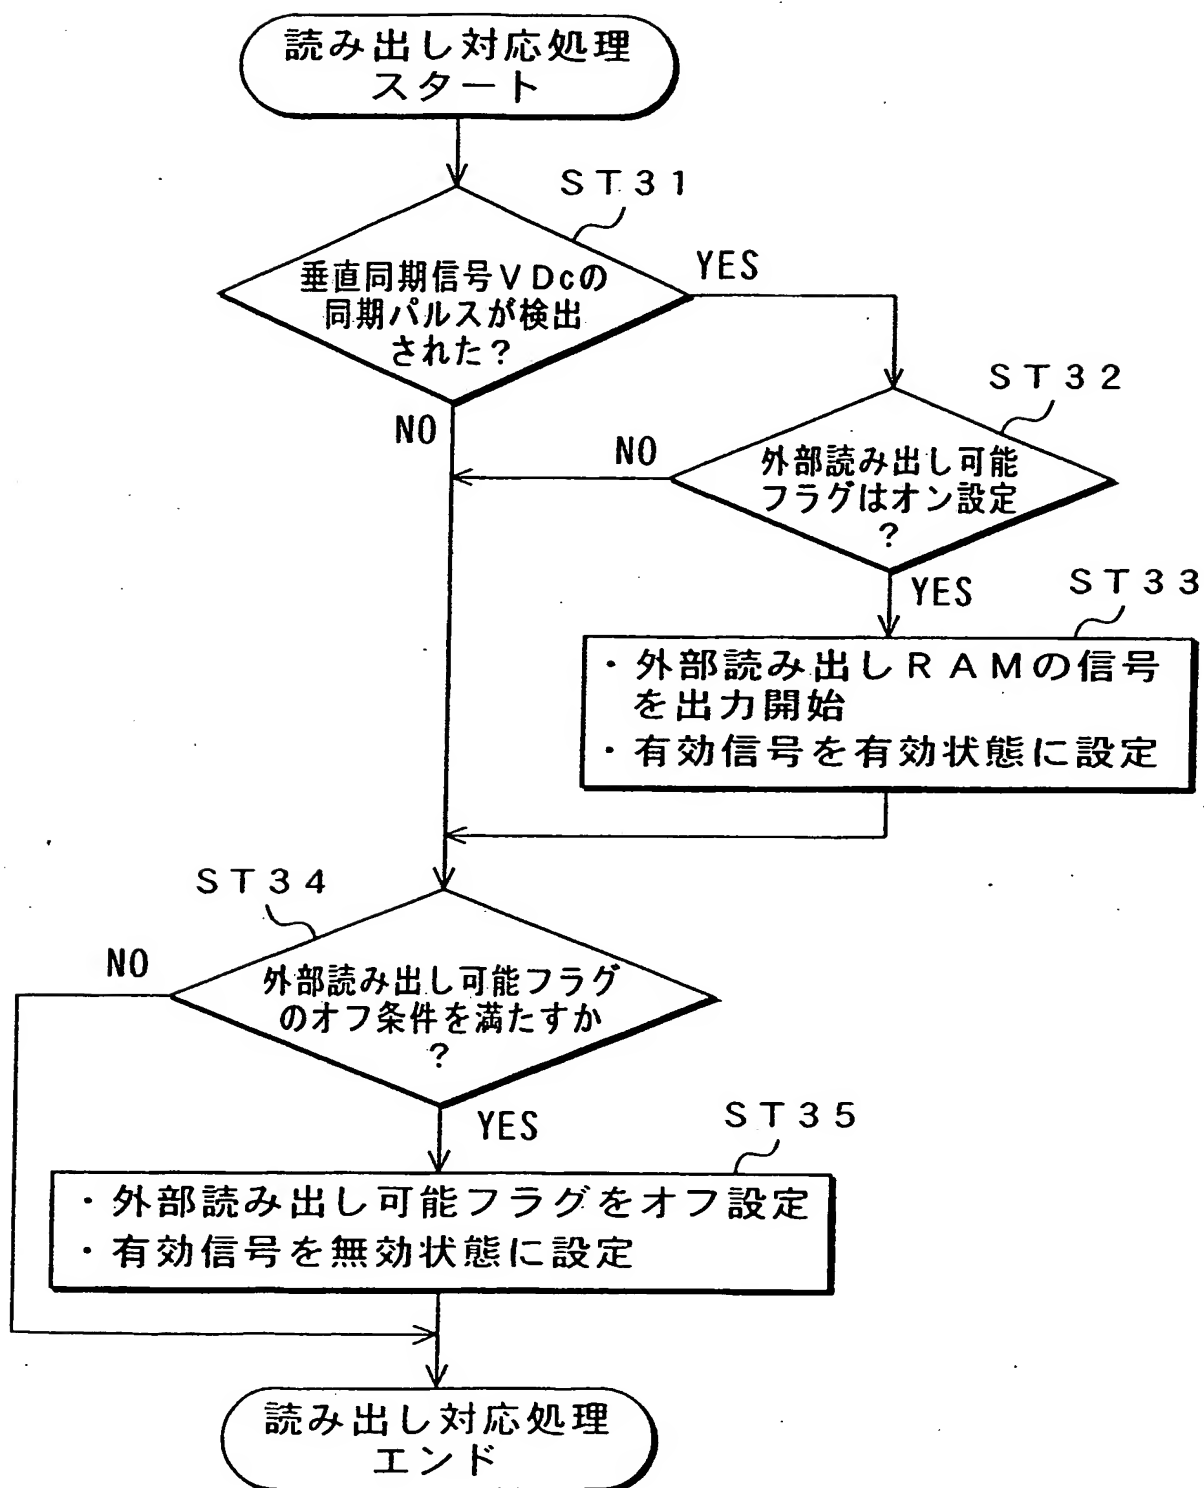 読み出し対応処理
スタート
ST31
垂直同期信号VDcの
同期パルスが検出
された?
YES
NO
ST32
外部読み出し可能
フラグはオン設定
?
NO
YES
ST33
・外部読み出しRAMの信号
を出力開始
・有効信号を有効状態に設定
ST34
外部読み出し可能フラグ
のオフ条件を満たすか
?
NO
YES
ST35
・外部読み出し可能フラグをオフ設定
・有効信号を無効状態に設定
読み出し対応処理
エンド